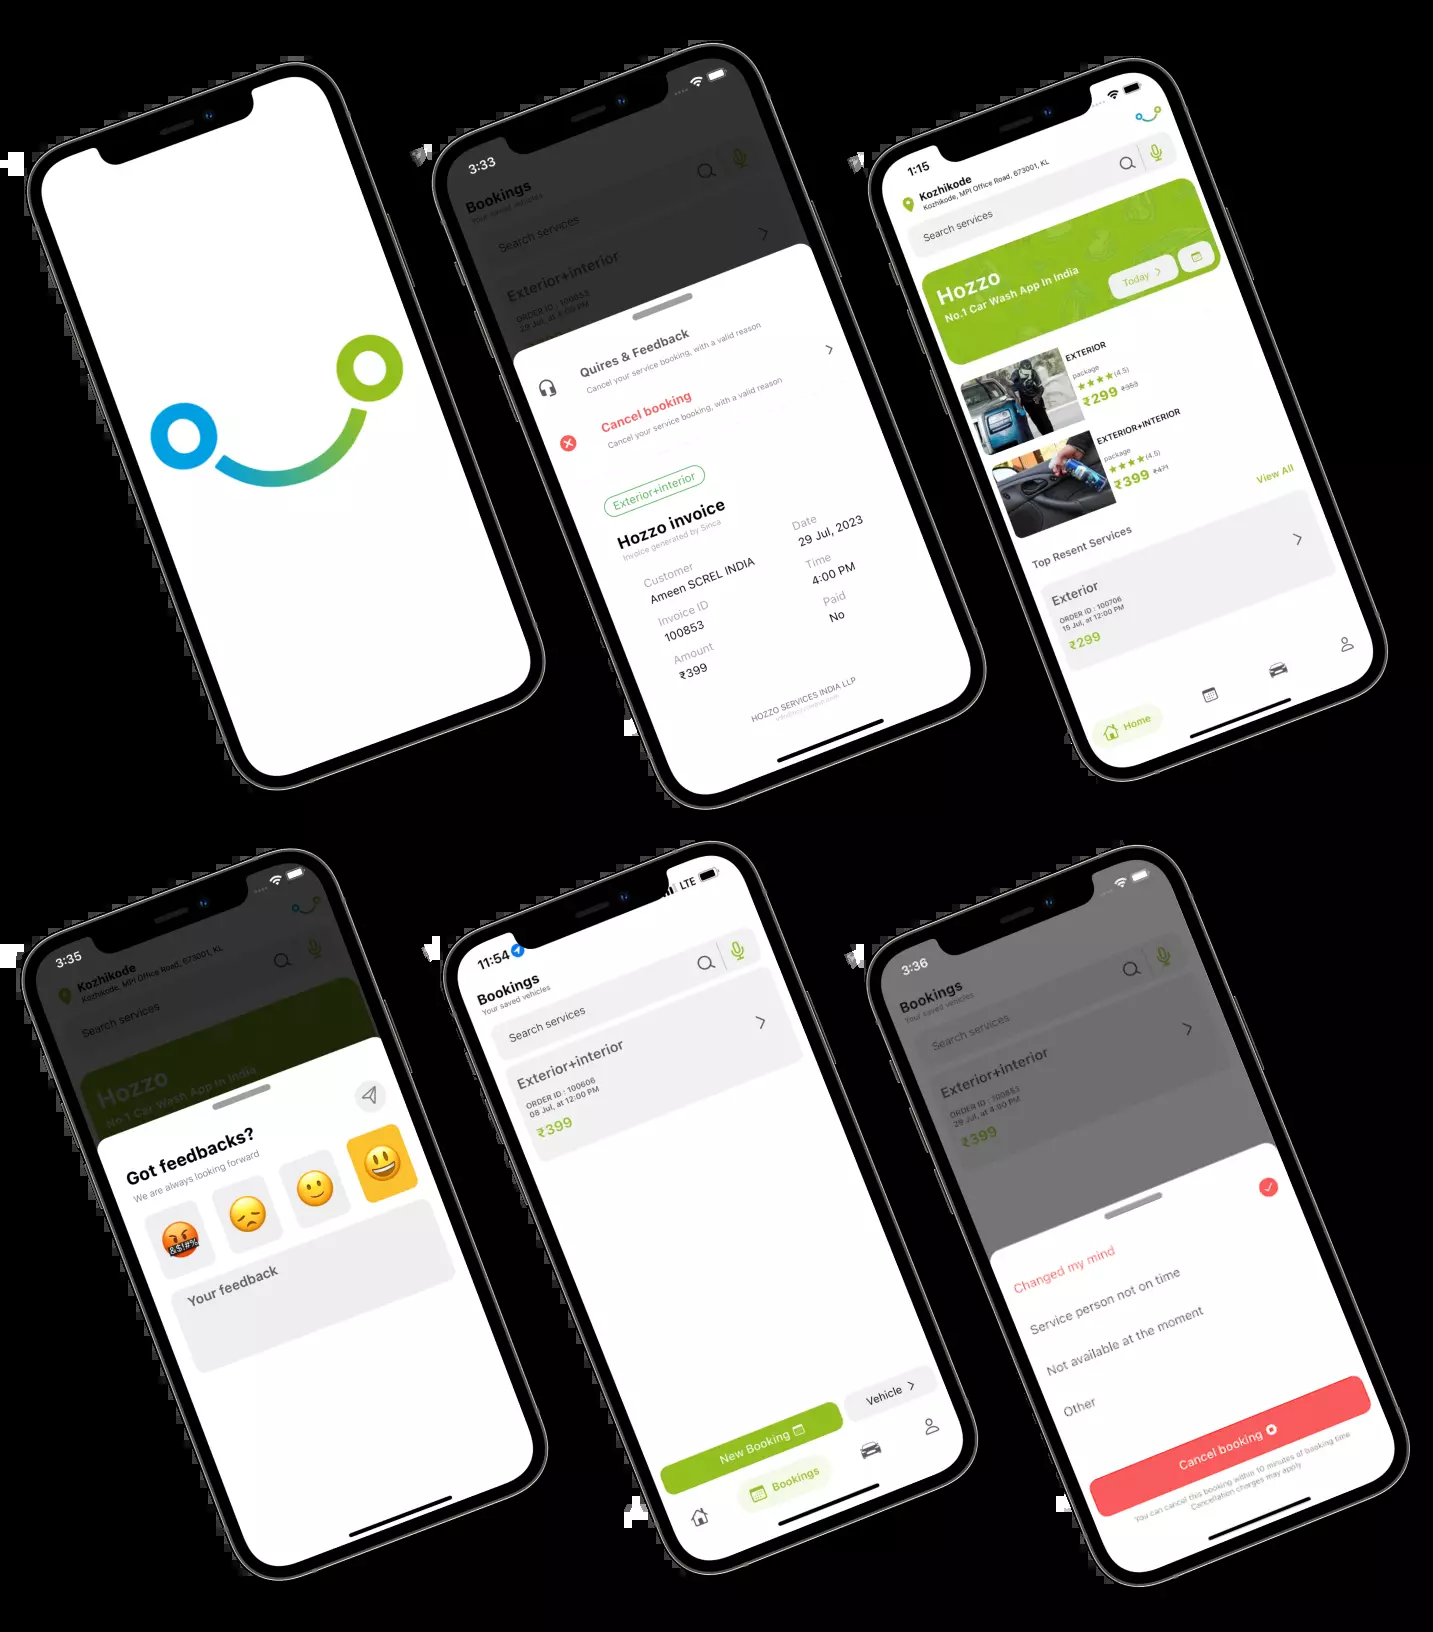 3:33
Bookings
Your saved vehicles
Search services
Exterior+interior
ORDER ID : 100853
29 Jul, at 4:00 PM
Quires & Feedback
Cancel your service booking, with a valid reason
Cancel booking
Cancel your service booking, with a valid reason
Exterior+interior
Hozzo invoice
Invoice generated by Sinca
Customer
Ameen SCREL INDIA
Date
29 Jul, 2023
Invoice ID
100853
Time
4:00 PM
Amount
₹399
Paid
No
HOZZO SERVICES INDIA LLP
1:15
Kozhikode
Kozhikode, MPI Office Road, 673001, KL
Search services
Hozzo
No.1 Car Wash App In India
Today
EXTERIOR
package
(4.5)
₹299 ₹359
EXTERIOR+INTERIOR
package
(4.5)
₹399 ₹471
View All
Top Resent Services
Exterior
ORDER ID : 100706
15 Jul, at 12:00 PM
₹299
Home
3:35
Kozhikode
Kozhikode, MPI Office Road, 673001, KL
Search services
Hozzo
No.1 Car Wash App In India
Got feedbacks?
We are always looking forward
&$!#%
Your feedback
11:54
LTE
Bookings
Your saved vehicles
Search services
Exterior+interior
ORDER ID : 100606
08 Jul, at 12:00 PM
₹399
New Booking
Vehicle
Bookings
3:36
Bookings
Your saved vehicles
Search services
Exterior+interior
ORDER ID : 100853
29 Jul, at 4:00 PM
₹399
Changed my mind
Service person not on time
Not available at the moment
Other
Cancel booking
You can cancel this booking within 10 minutes of booking time
Cancellation charges may apply